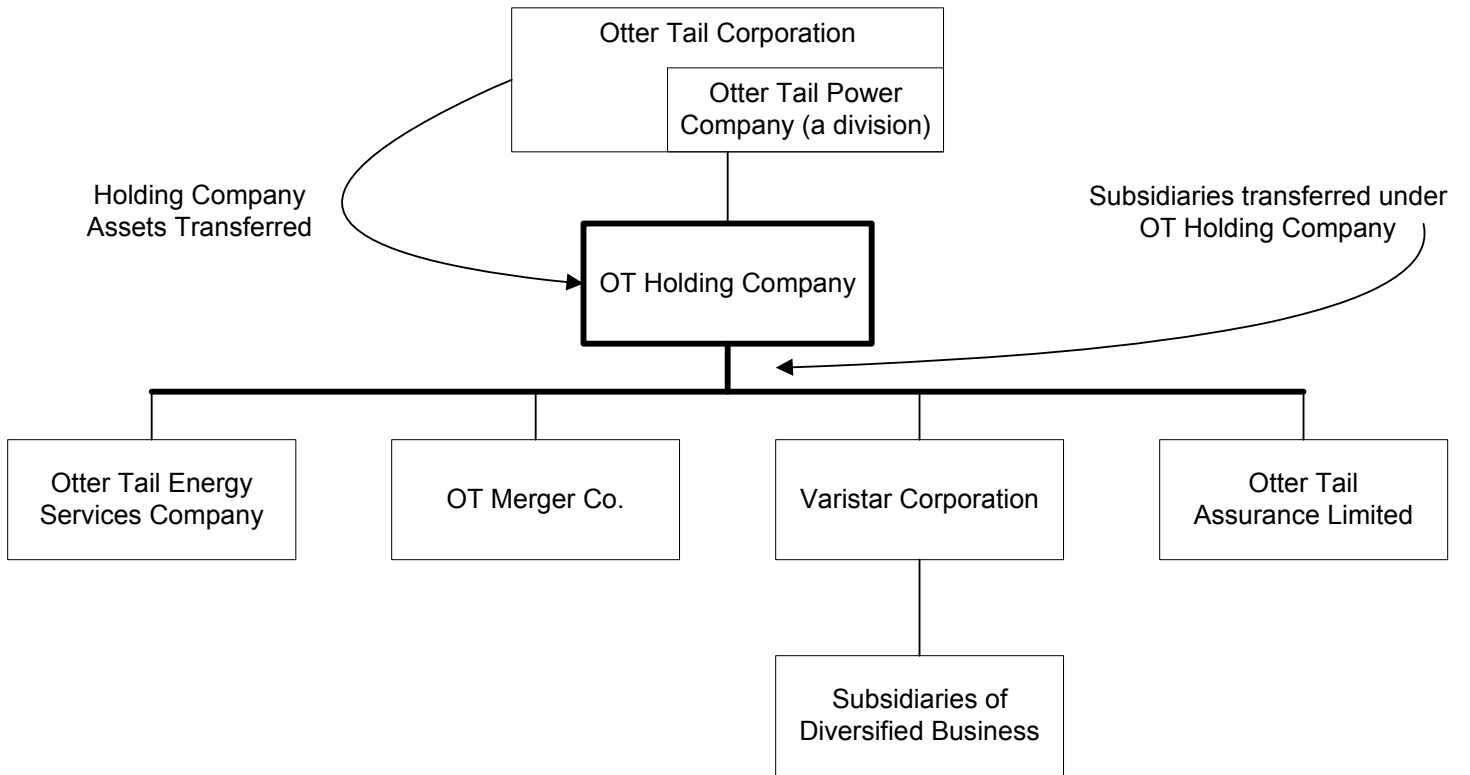 Otter Tail Corporation
Otter Tail Power
Company (a division)
Holding Company
Assets Transferred
Subsidiaries transferred under
OT Holding Company
OT Holding Company
Otter Tail Energy
Services Company
OT Merger Co.
Varistar Corporation
Otter Tail
Assurance Limited
Subsidiaries of
Diversified Business